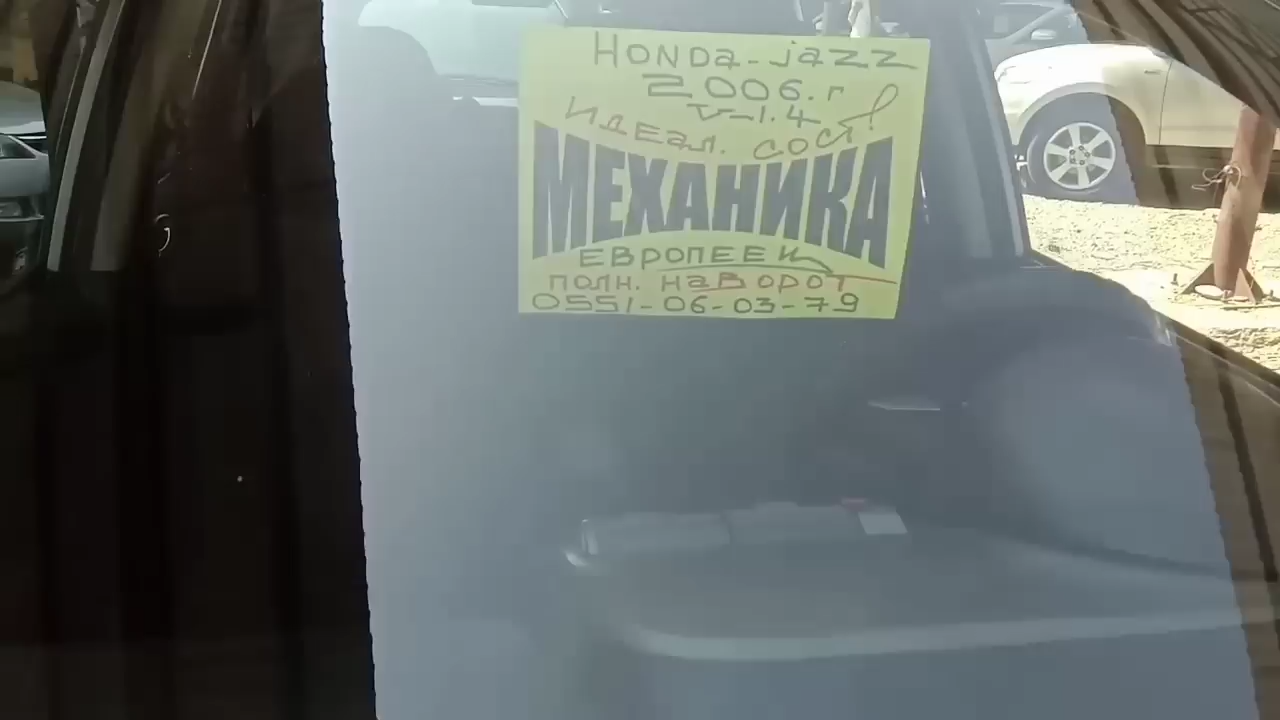 HONDa-jazz
2006.г
V-1.4
ИДЕал. сост!
МЕХАНИКА
ЕВРОПЕЕЦ
полн. наВорот
0551-06-03-79